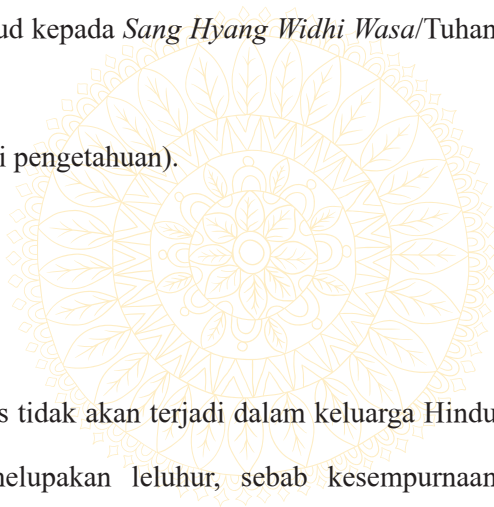 ud kepada Sang Hyang Widhi Wasa/Tuhan
i pengetahuan).
s tidak akan terjadi dalam keluarga Hindu
nelupakan leluhur, sebab kesempurnaan